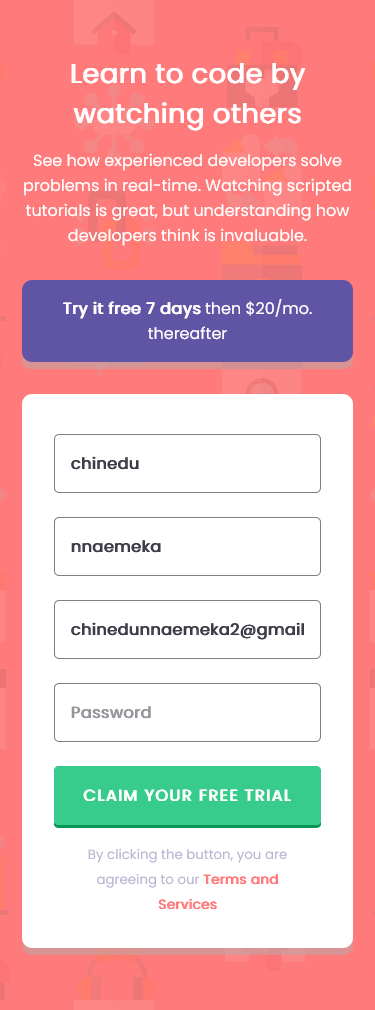 Learn to code by
watching others
See how experienced developers solve
problems in real-time. Watching scripted
tutorials is great, but understanding how
developers think is invaluable.
Try it free 7 days then $20/mo.
thereafter
chinedu
nnaemeka
chinedunnaemeka2@gmail
Password
CLAIM YOUR FREE TRIAL
By clicking the button, you are
agreeing to our Terms and
Services